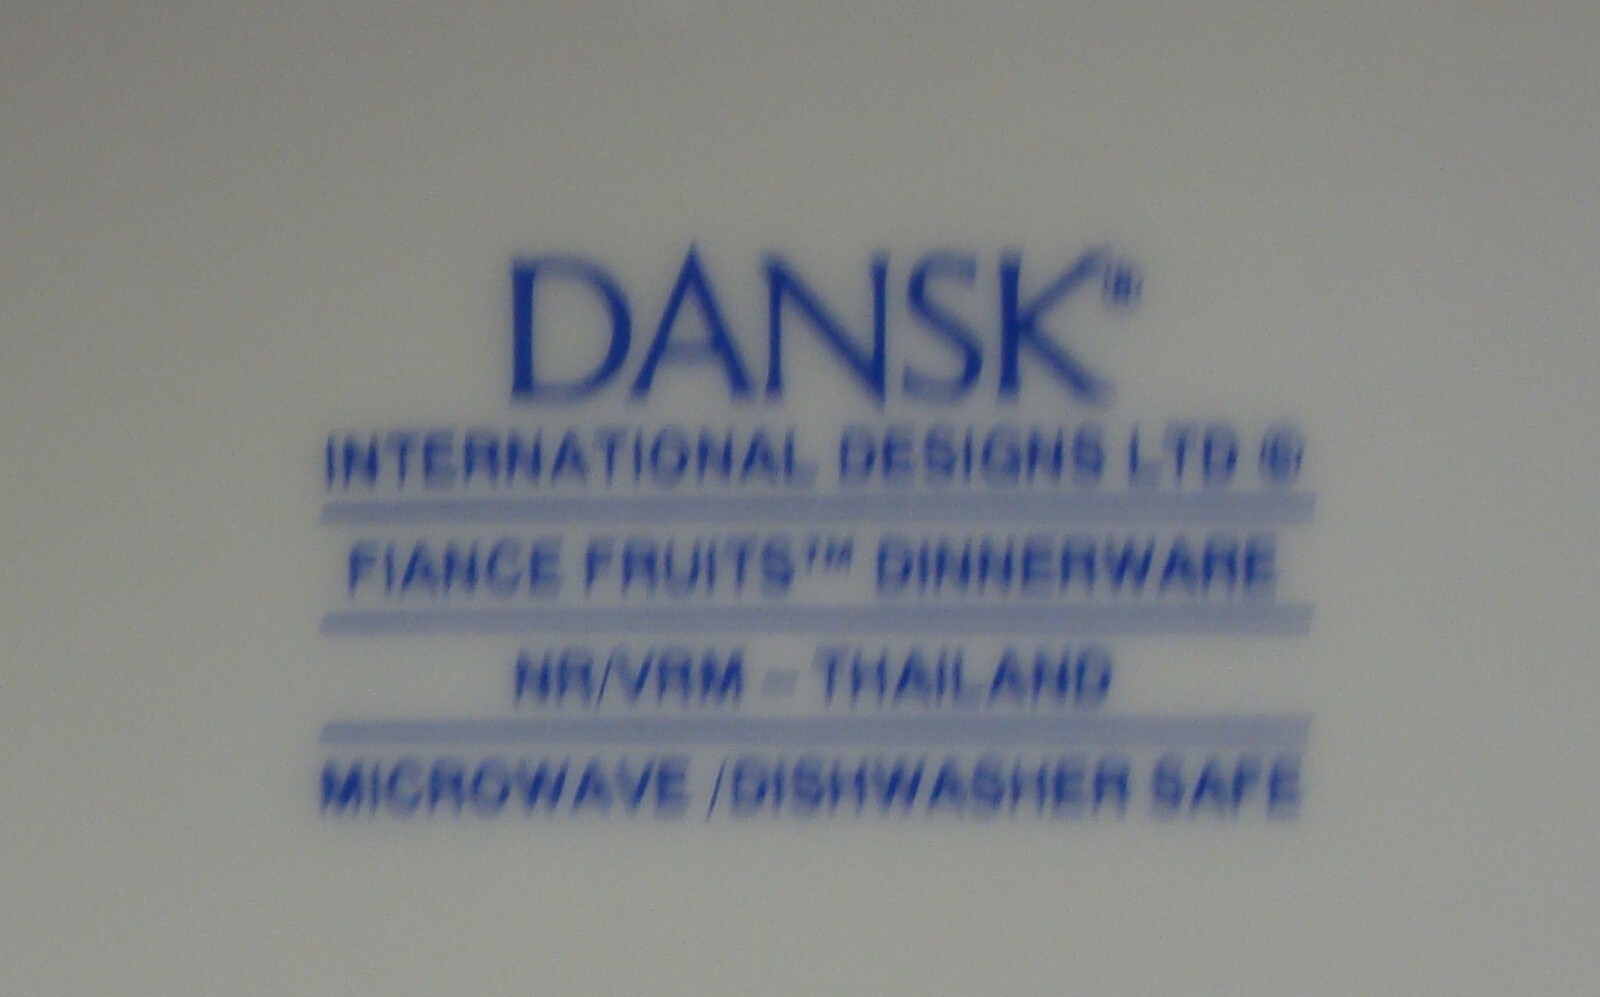 DANSK®
INTERNATIONAL DESIGNS LTD ®
FIANCE FRUITS™ DINNERWARE
NR/VRM - THAILAND
MICROWAVE /DISHWASHER SAFE